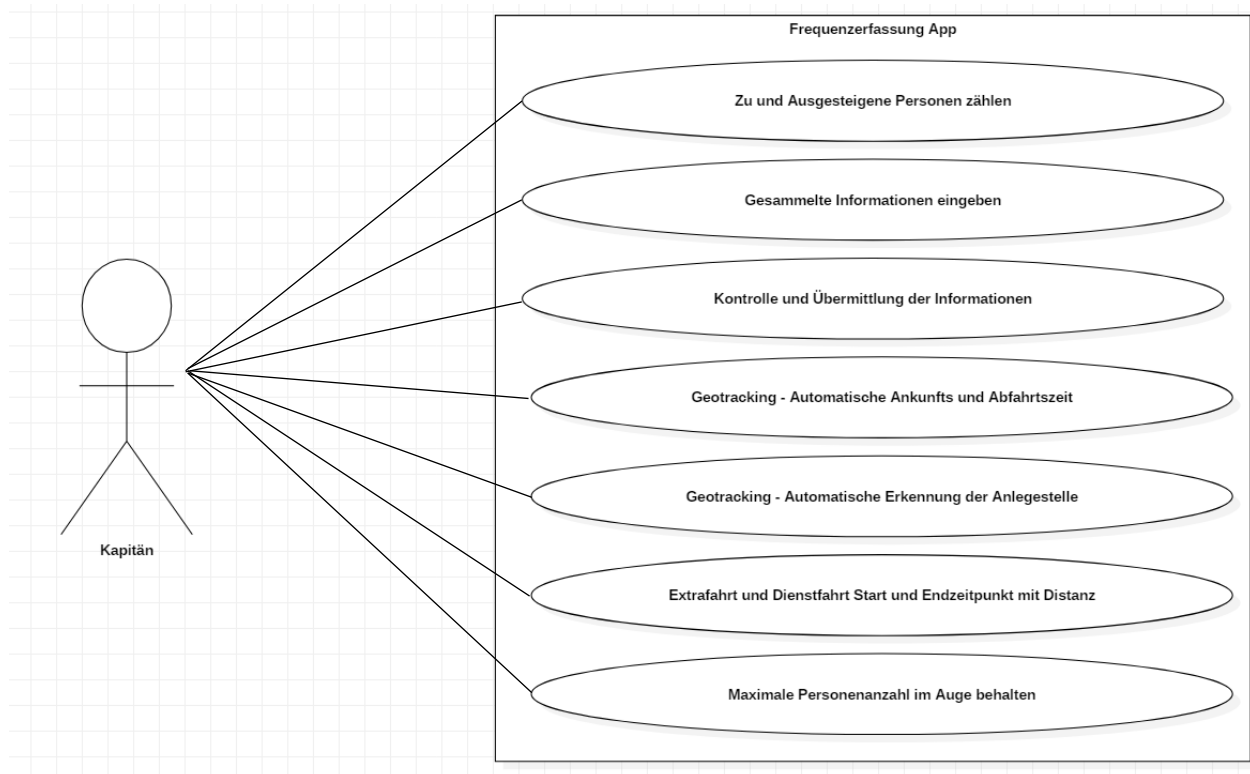 Frequenzerfassung App
Zu und Ausgesteigene Personen zählen
Gesammelte Informationen eingeben
Kontrolle und Übermittlung der Informationen
Geotracking - Automatische Ankunfts und Abfahrtszeit
Geotracking - Automatische Erkennung der Anlegestelle
Kapitän
Extrafahrt und Dienstfahrt Start und Endzeitpunkt mit Distanz
Maximale Personenanzahl im Auge behalten